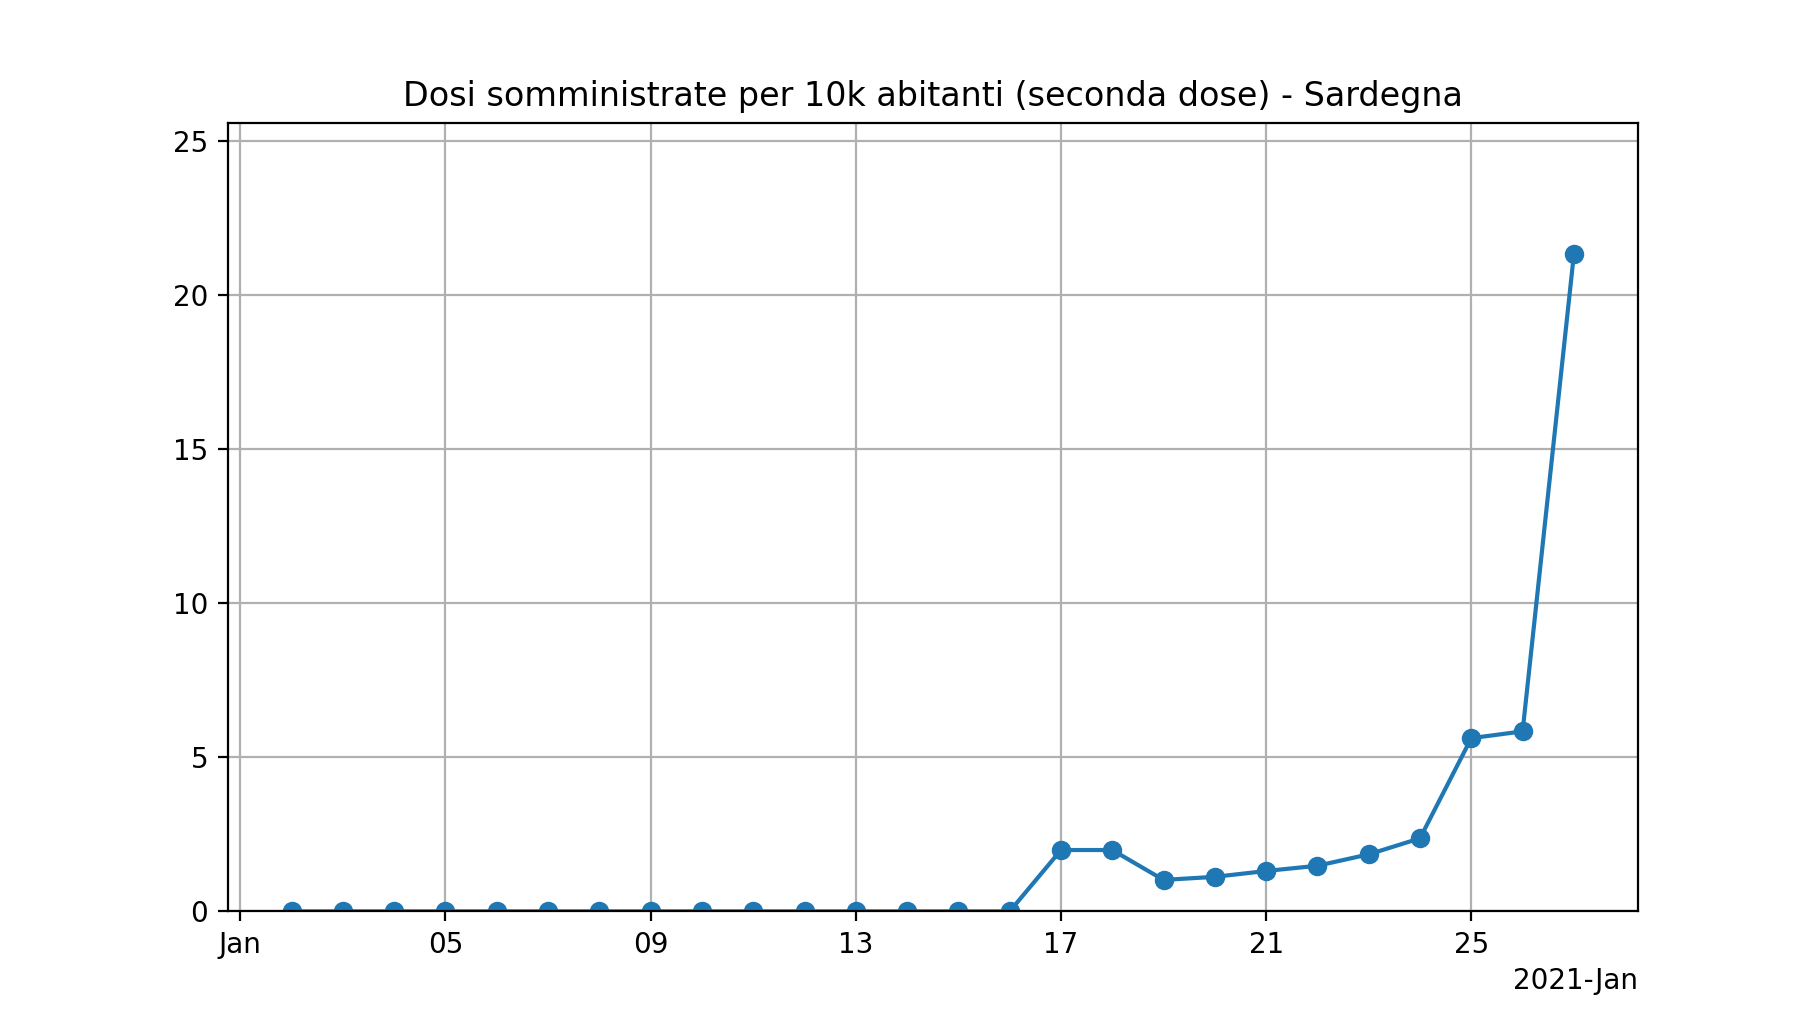 Dosi somministrate per 10k abitanti (seconda dose) - Sardegna
25
20
15
10
5
0
Jan 05 09 13 17 21 25
2021-Jan